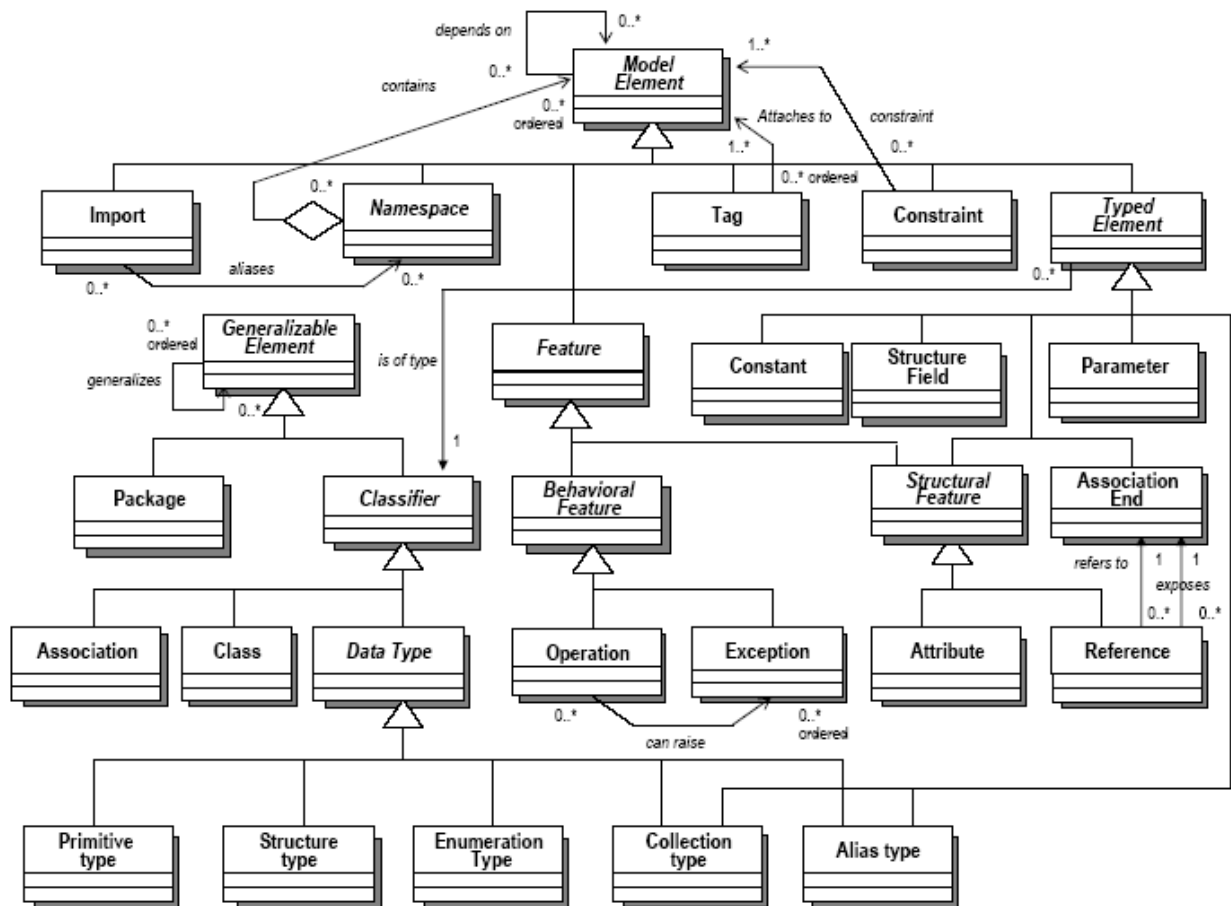 depends on
0..*
Model
Element
1..*
contains
0..*
0..*
ordered
Attaches to
constraint
1..*
0..*
0..* ordered
0..*
Import
Namespace
Tag
Constraint
Typed
Element
0..*
aliases
0..*
0..*
0..*
ordered
Generalizable
Element
generalizes
0..*
is of type
1
Feature
Constant
Structure
Field
Parameter
Package
Classifier
Behavioral
Feature
Structural
Feature
Association
End
refers to
1
1
exposes
0..*
0..*
Association
Class
Data Type
Operation
Exception
Attribute
Reference
0..*
can raise
0..*
ordered
Primitive
type
Structure
type
Enumeration
Type
Collection
type
Alias type